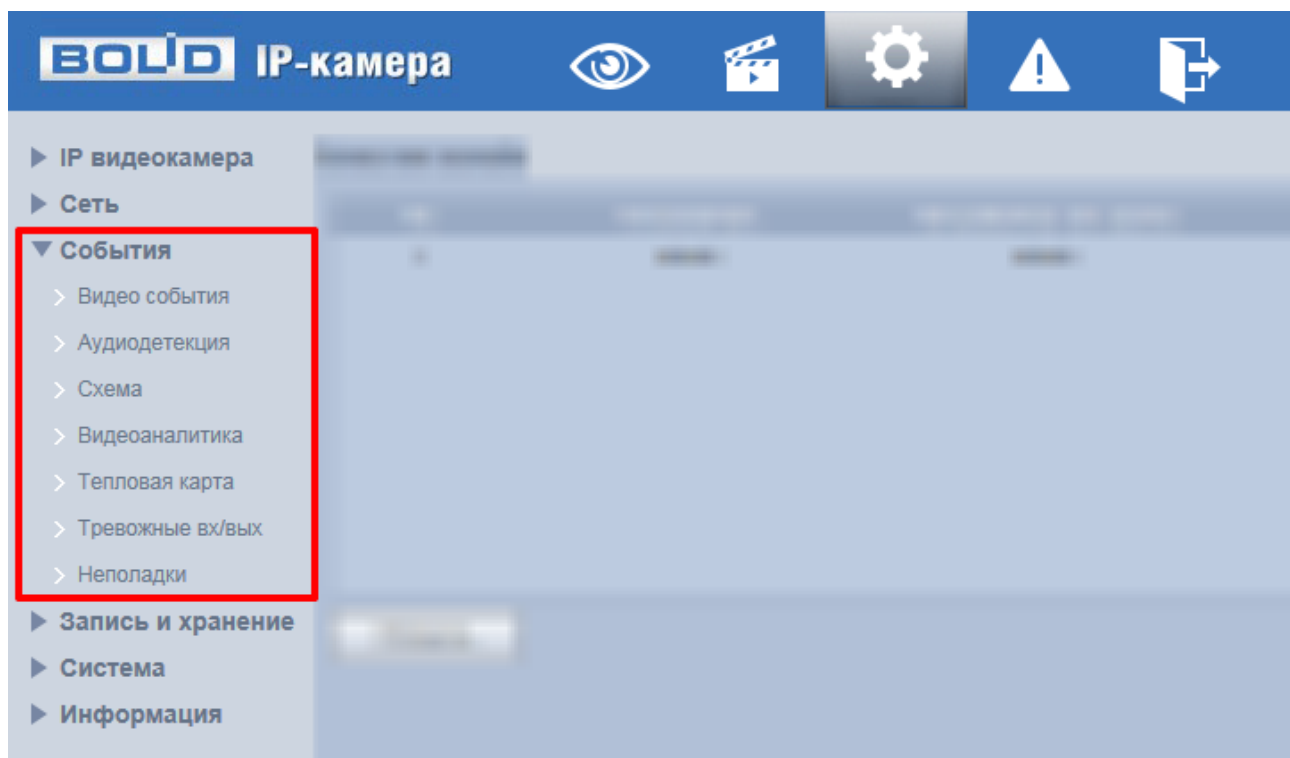 BOLID IP-камера
IP видеокамера
Сеть
События
Видео события
Аудиодетекция
Схема
Видеоаналитика
Тепловая карта
Тревожные вх/вых
Неполадки
Запись и хранение
Система
Информация